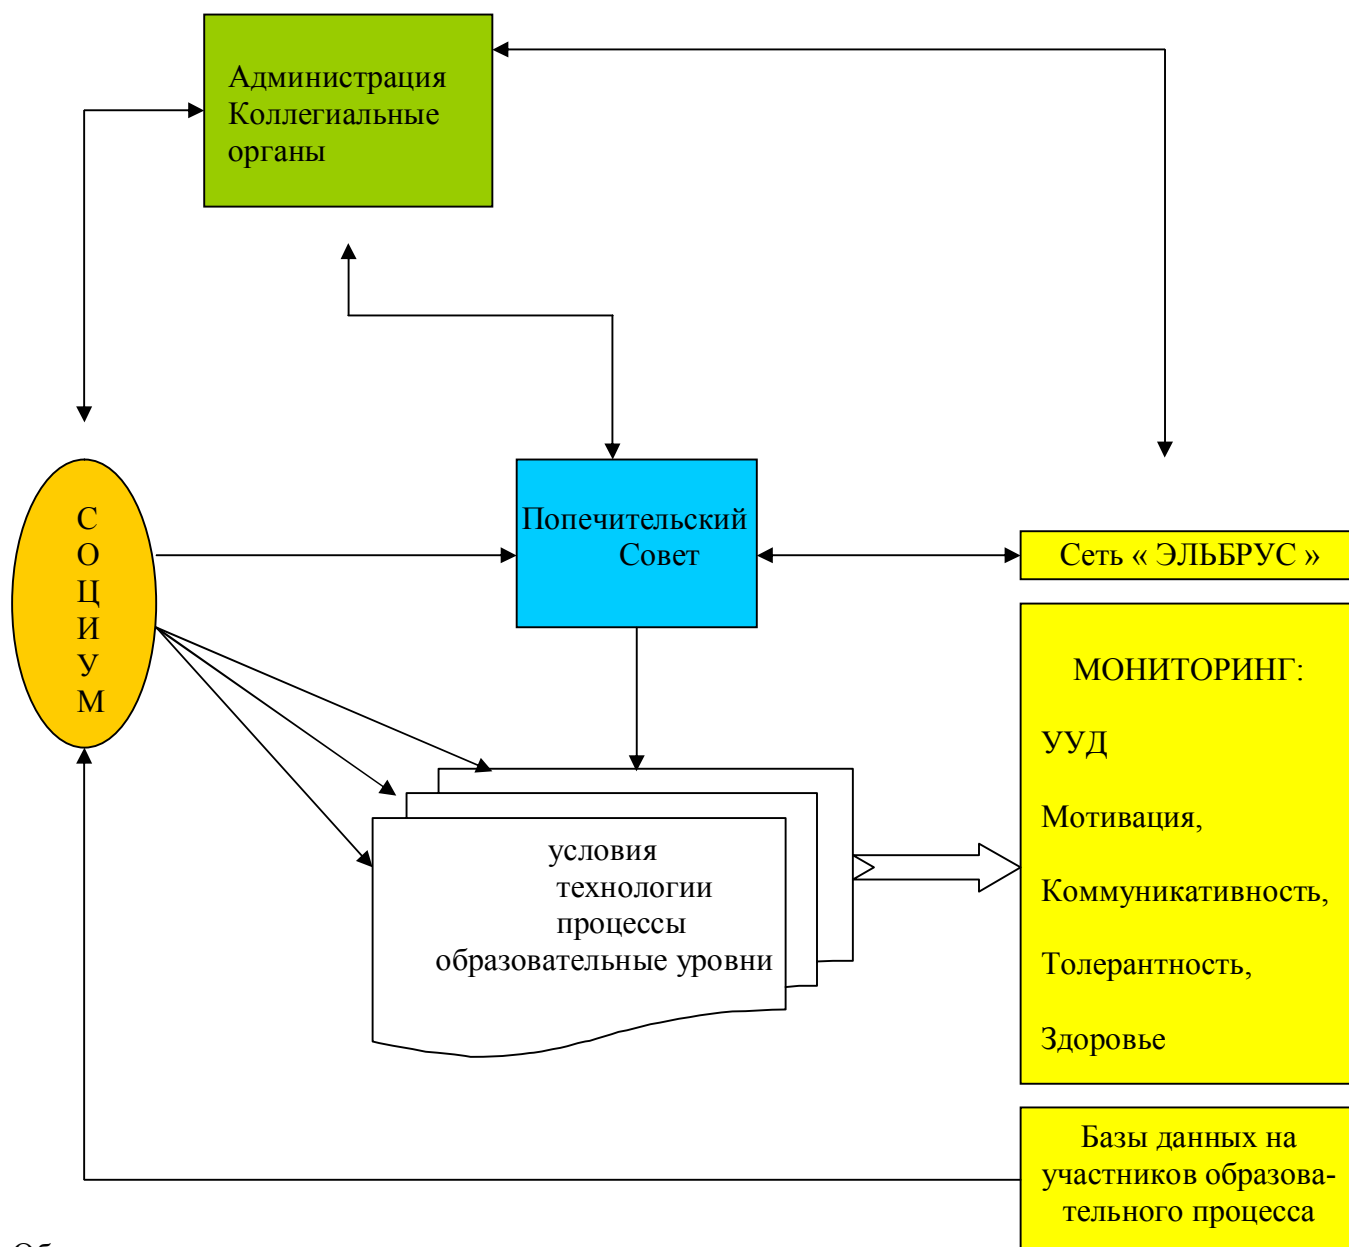 Администрация
Коллегиальные
органы
С
О
Ц
И
У
М
Попечительский
Совет
Сеть « ЭЛЬБРУС »
МОНИТОРИНГ:
УУД
Мотивация,
Коммуникативность,
Толерантность,
Здоровье
условия
технологии
процессы
образовательные уровни
Базы данных на
участников образова-
тельного процесса